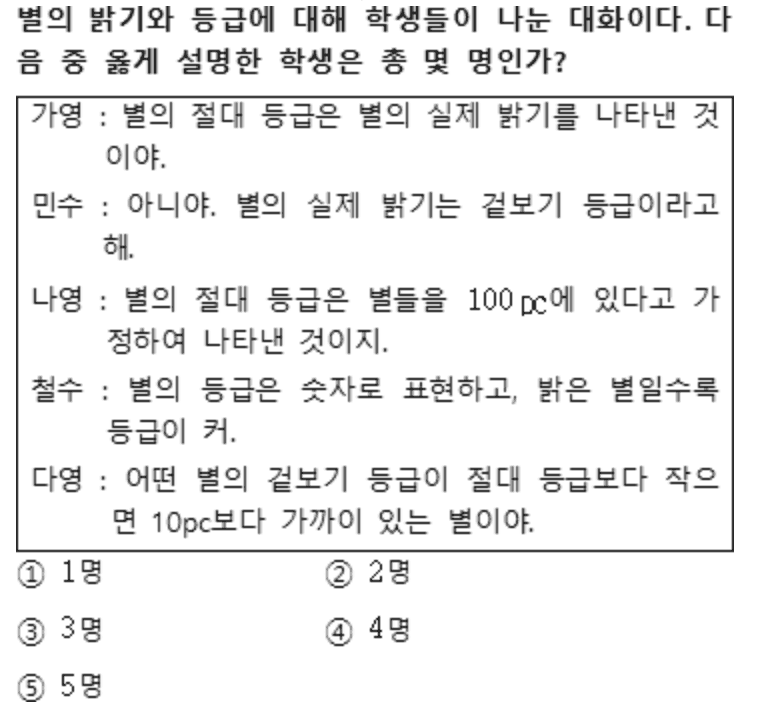 별의 밝기와 등급에 대해 학생들이 나눈 대화이다. 다
음 중 옳게 설명한 학생은 총 몇 명인가?
가영 : 별의 절대 등급은 별의 실제 밝기를 나타낸 것
이야.
민수 : 아니야. 별의 실제 밝기는 겉보기 등급이라고
해.
나영 : 별의 절대 등급은 별들을 100pc에 있다고 가
정하여 나타낸 것이지.
철수 : 별의 등급은 숫자로 표현하고, 밝은 별일수록
등급이 커.
다영 : 어떤 별의 겉보기 등급이 절대 등급보다 작으
면 10pc보다 가까이 있는 별이야.
① 1명 ② 2명
③ 3명 ④ 4명
⑤ 5명